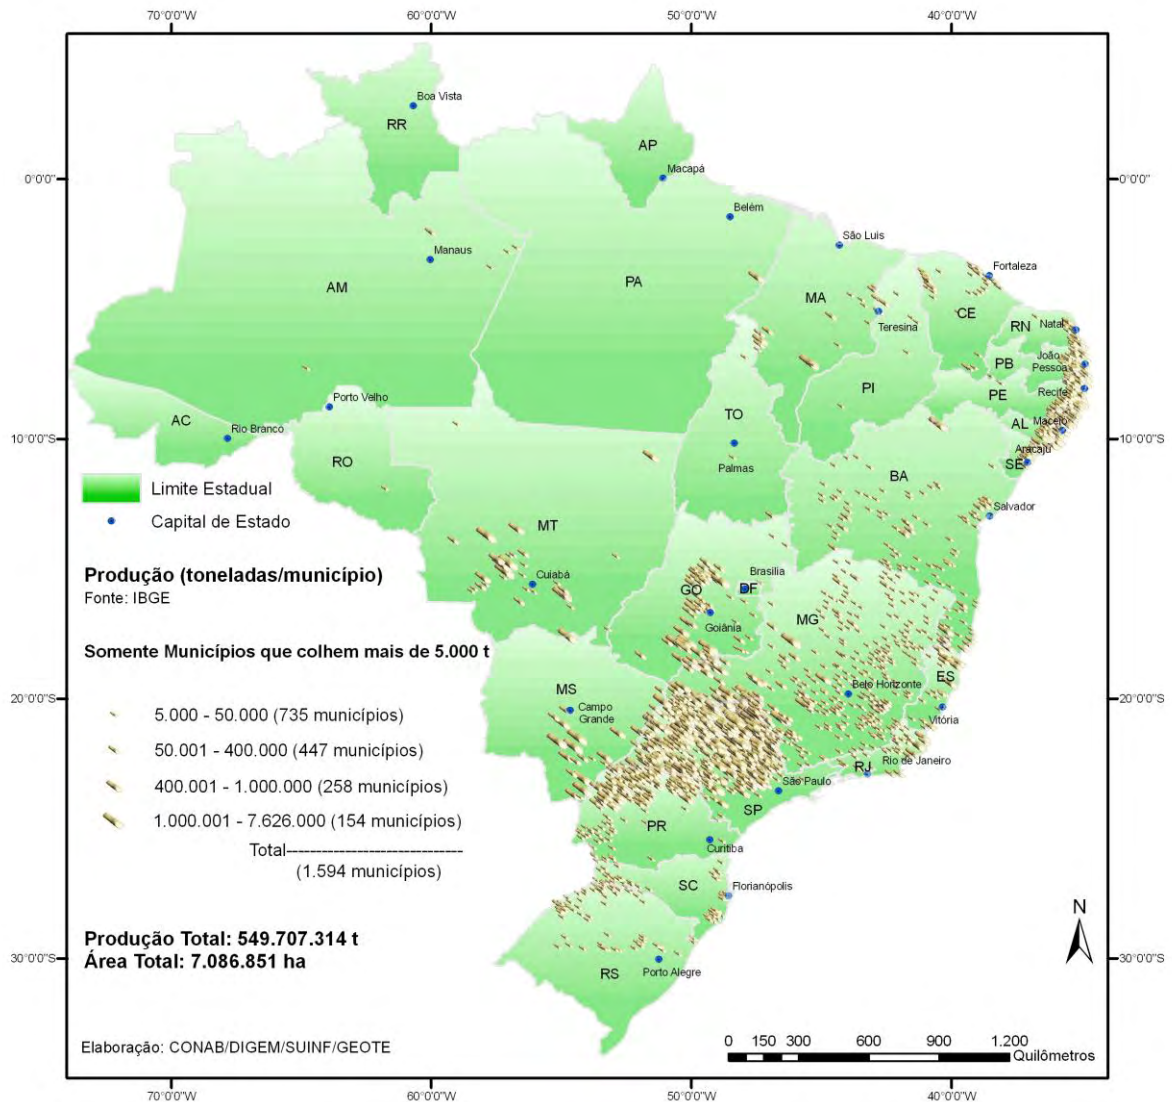 70°0'0"W
60°0'0"W
50°0'0"W
40°0'0"W
Boa Vista
RR
AP
Macapá
0°0'0"
0°0'0"
Belém
São Luis
Manaus
Fortaleza
AM
PA
MA
CE
Teresina
RN
Natal
PB
João
Pessoa
PI
PE
Recife
Porto Velho
TO
AC
Rio Branco
AL
Maceió
10°0'0"S
10°0'0"S
RO
Palmas
BA
SE
Aracajú
Limite Estadual
Salvador
Capital de Estado
MT
Produção (toneladas/município)
Cuiabá
Brasilia
Fonte: IBGE
GO
DF
Goiânia
MG
Somente Municípios que colhem mais de 5.000 t
ES
MS
Belo Horizonte
20°0'0"S
20°0'0"S
Campo
Grande
Vitória
5.000 - 50.000 (735 municípios)
50.001 - 400.000 (447 municípios)
Rio de Janeiro
RJ
400.001 - 1.000.000 (258 municípios)
São Paulo
SP
1.000.001 - 7.626.000 (154 municípios)
PR
Total-----------------------------
Curitiba
(1.594 municípios)
SC
Florianópolis
N
Produção Total: 549.707.314 t
Área Total: 7.086.851 ha
30°0'0"S
30°0'0"S
RS
Porto Alegre
Elaboração: CONAB/DIGEM/SUINF/GEOTE
0 150 300 600 900 1.200
Quilômetros
70°0'0"W
60°0'0"W
50°0'0"W
40°0'0"W